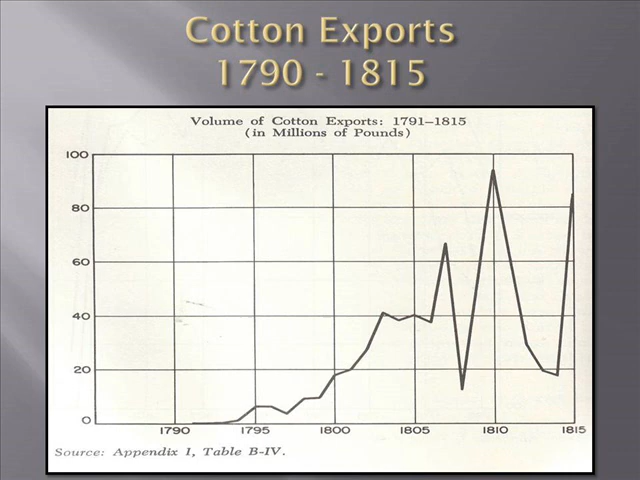 Cotton Exports
1790 - 1815
Volume of Cotton Exports: 1791–1815
(in Millions of Pounds)
100
80
60
40
20
0
1790 1795 1800 1805 1810 1815
Source: Appendix I, Table B-IV.